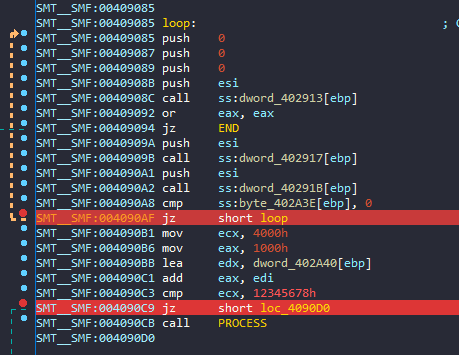 SMT__SMF:00409085
SMT__SMF:00409085 loop: ; C
SMT__SMF:00409085 push 0
SMT__SMF:00409087 push 0
SMT__SMF:00409089 push 0
SMT__SMF:0040908B push esi
SMT__SMF:0040908C call ss:dword_402913[ebp]
SMT__SMF:00409092 or eax, eax
SMT__SMF:00409094 jz END
SMT__SMF:0040909A push esi
SMT__SMF:0040909B call ss:dword_402917[ebp]
SMT__SMF:004090A1 push esi
SMT__SMF:004090A2 call ss:dword_40291B[ebp]
SMT__SMF:004090A8 cmp ss:byte_402A3E[ebp], 0
SMT__SMF:004090AF jz short loop
SMT__SMF:004090B1 mov ecx, 4000h
SMT__SMF:004090B6 mov eax, 1000h
SMT__SMF:004090BB lea edx, dword_402A40[ebp]
SMT__SMF:004090C1 add eax, edi
SMT__SMF:004090C3 cmp ecx, 12345678h
SMT__SMF:004090C9 jz short loc_4090D0
SMT__SMF:004090CB call PROCESS
SMT__SMF:004090D0